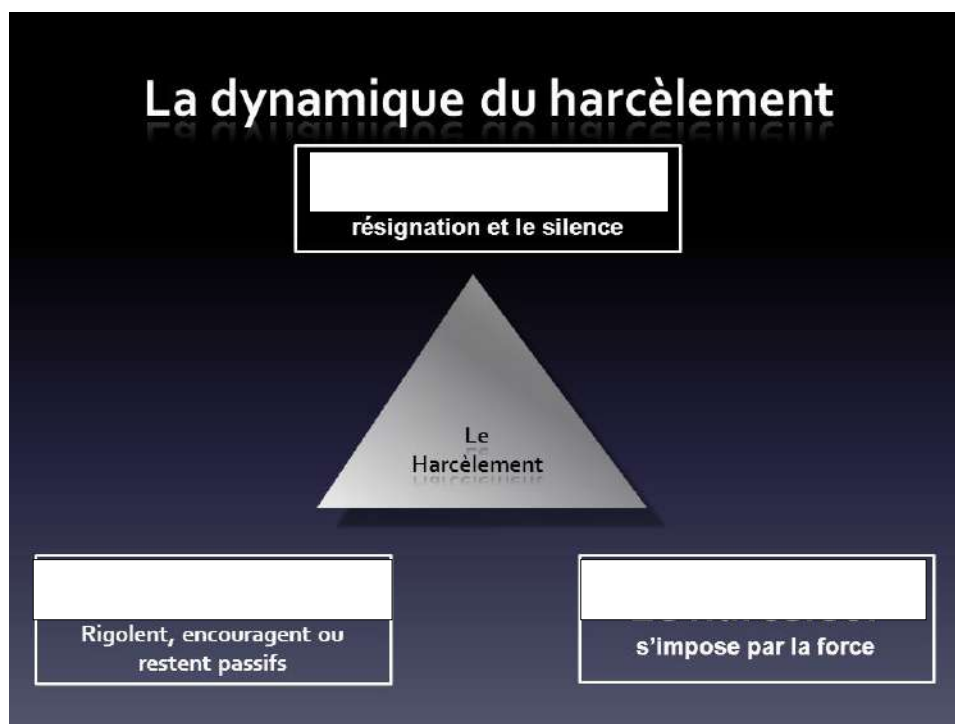 La dynamique du harcèlement
résignation et le silence
Le
Harcèlement
Rigolent, encouragent ou
restent passifs
s'impose par la force